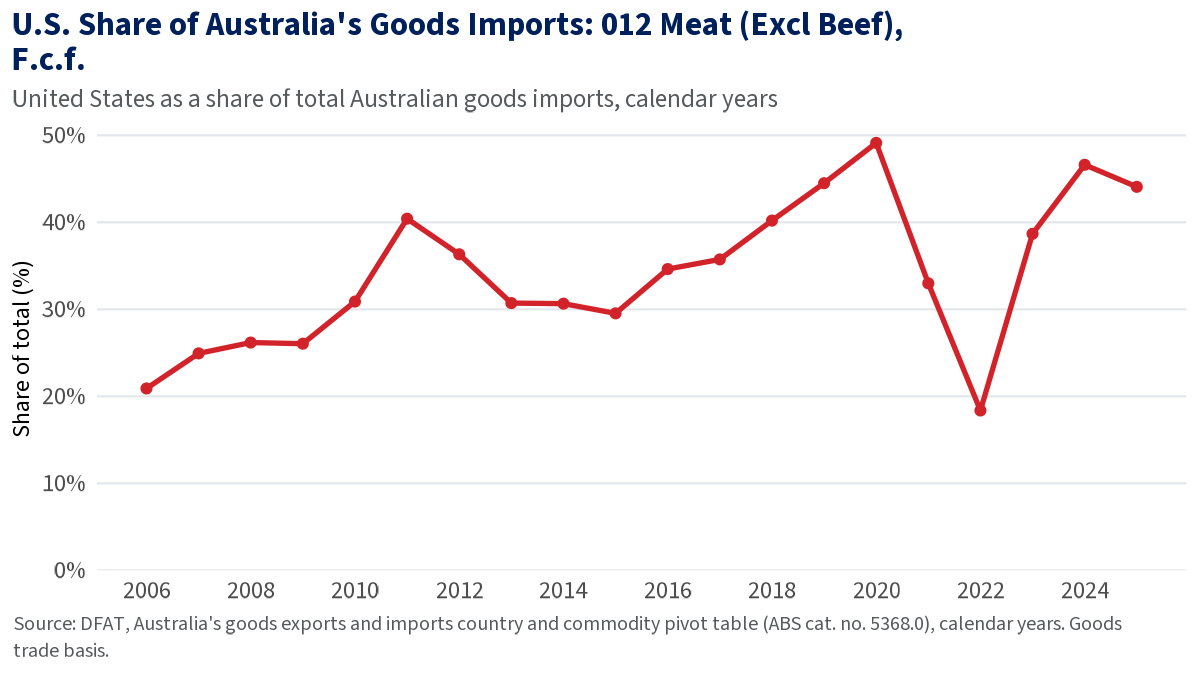 U.S. Share of Australia's Goods Imports: 012 Meat (Excl Beef),
F.c.f.
United States as a share of total Australian goods imports, calendar years
Share of total (%)
50%
40%
30%
20%
10%
0%
2006 2008 2010 2012 2014 2016 2018 2020 2022 2024
Source: DFAT, Australia's goods exports and imports country and commodity pivot table (ABS cat. no. 5368.0), calendar years. Goods
trade basis.